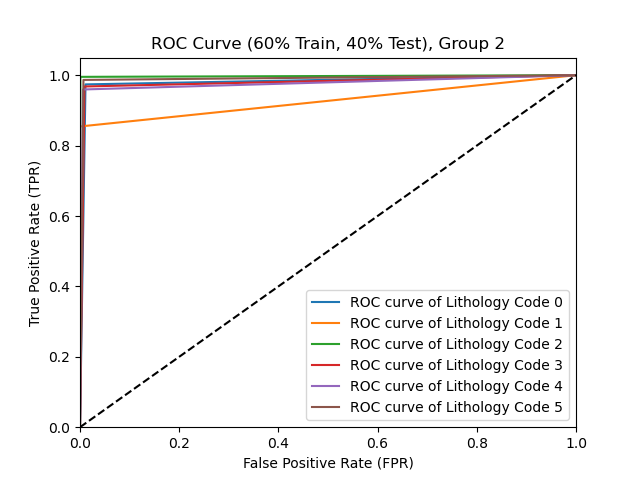 ROC Curve (60% Train, 40% Test), Group 2
True Positive Rate (TPR)
1.0
0.8
0.6
0.4
0.2
0.0
ROC curve of Lithology Code 0
ROC curve of Lithology Code 1
ROC curve of Lithology Code 2
ROC curve of Lithology Code 3
ROC curve of Lithology Code 4
ROC curve of Lithology Code 5
0.0 0.2 0.4 0.6 0.8 1.0
False Positive Rate (FPR)